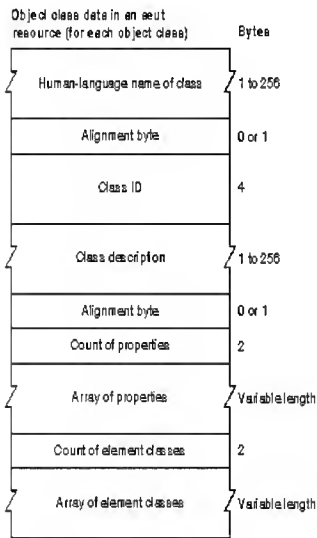 Object class data in an aeut
resource (for each object class) Bytes
Human-language name of class 1 to 256
Alignment byte 0 or 1
Class ID 4
Class description 1 to 256
Alignment byte 0 or 1
Count of properties 2
Array of properties Variable length
Count of element classes 2
Array of element classes Variable length